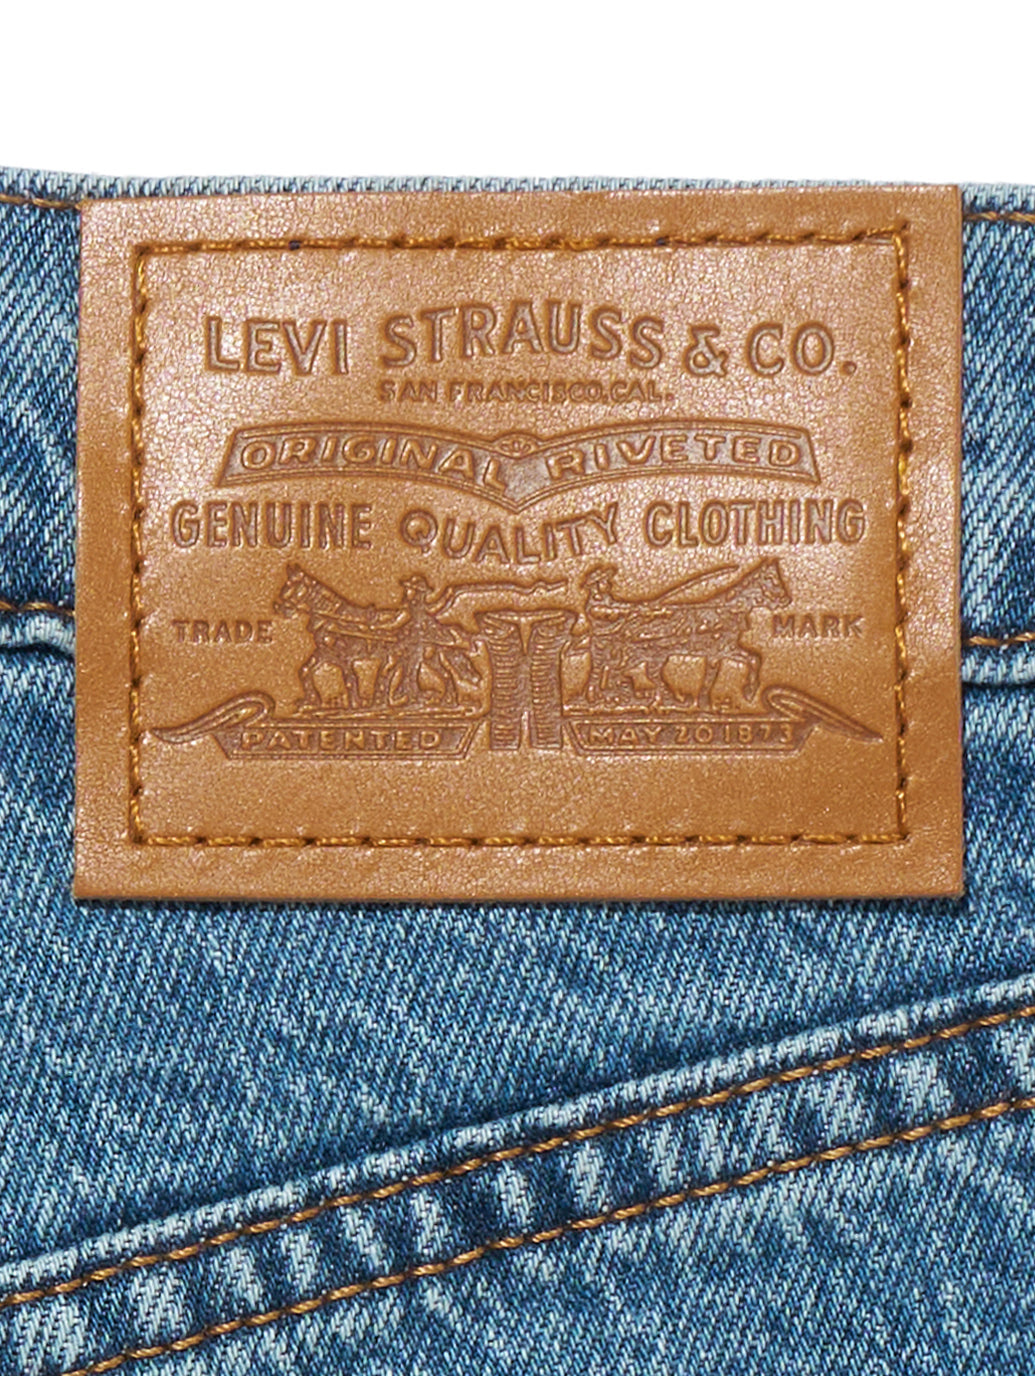 LEVI STRAUSS & CO.
SAN FRANCISCO, CAL.
ORIGINAL RIVETED
GENUINE QUALITY CLOTHING
TRADE MARK
PATENTED MAY 20 1873